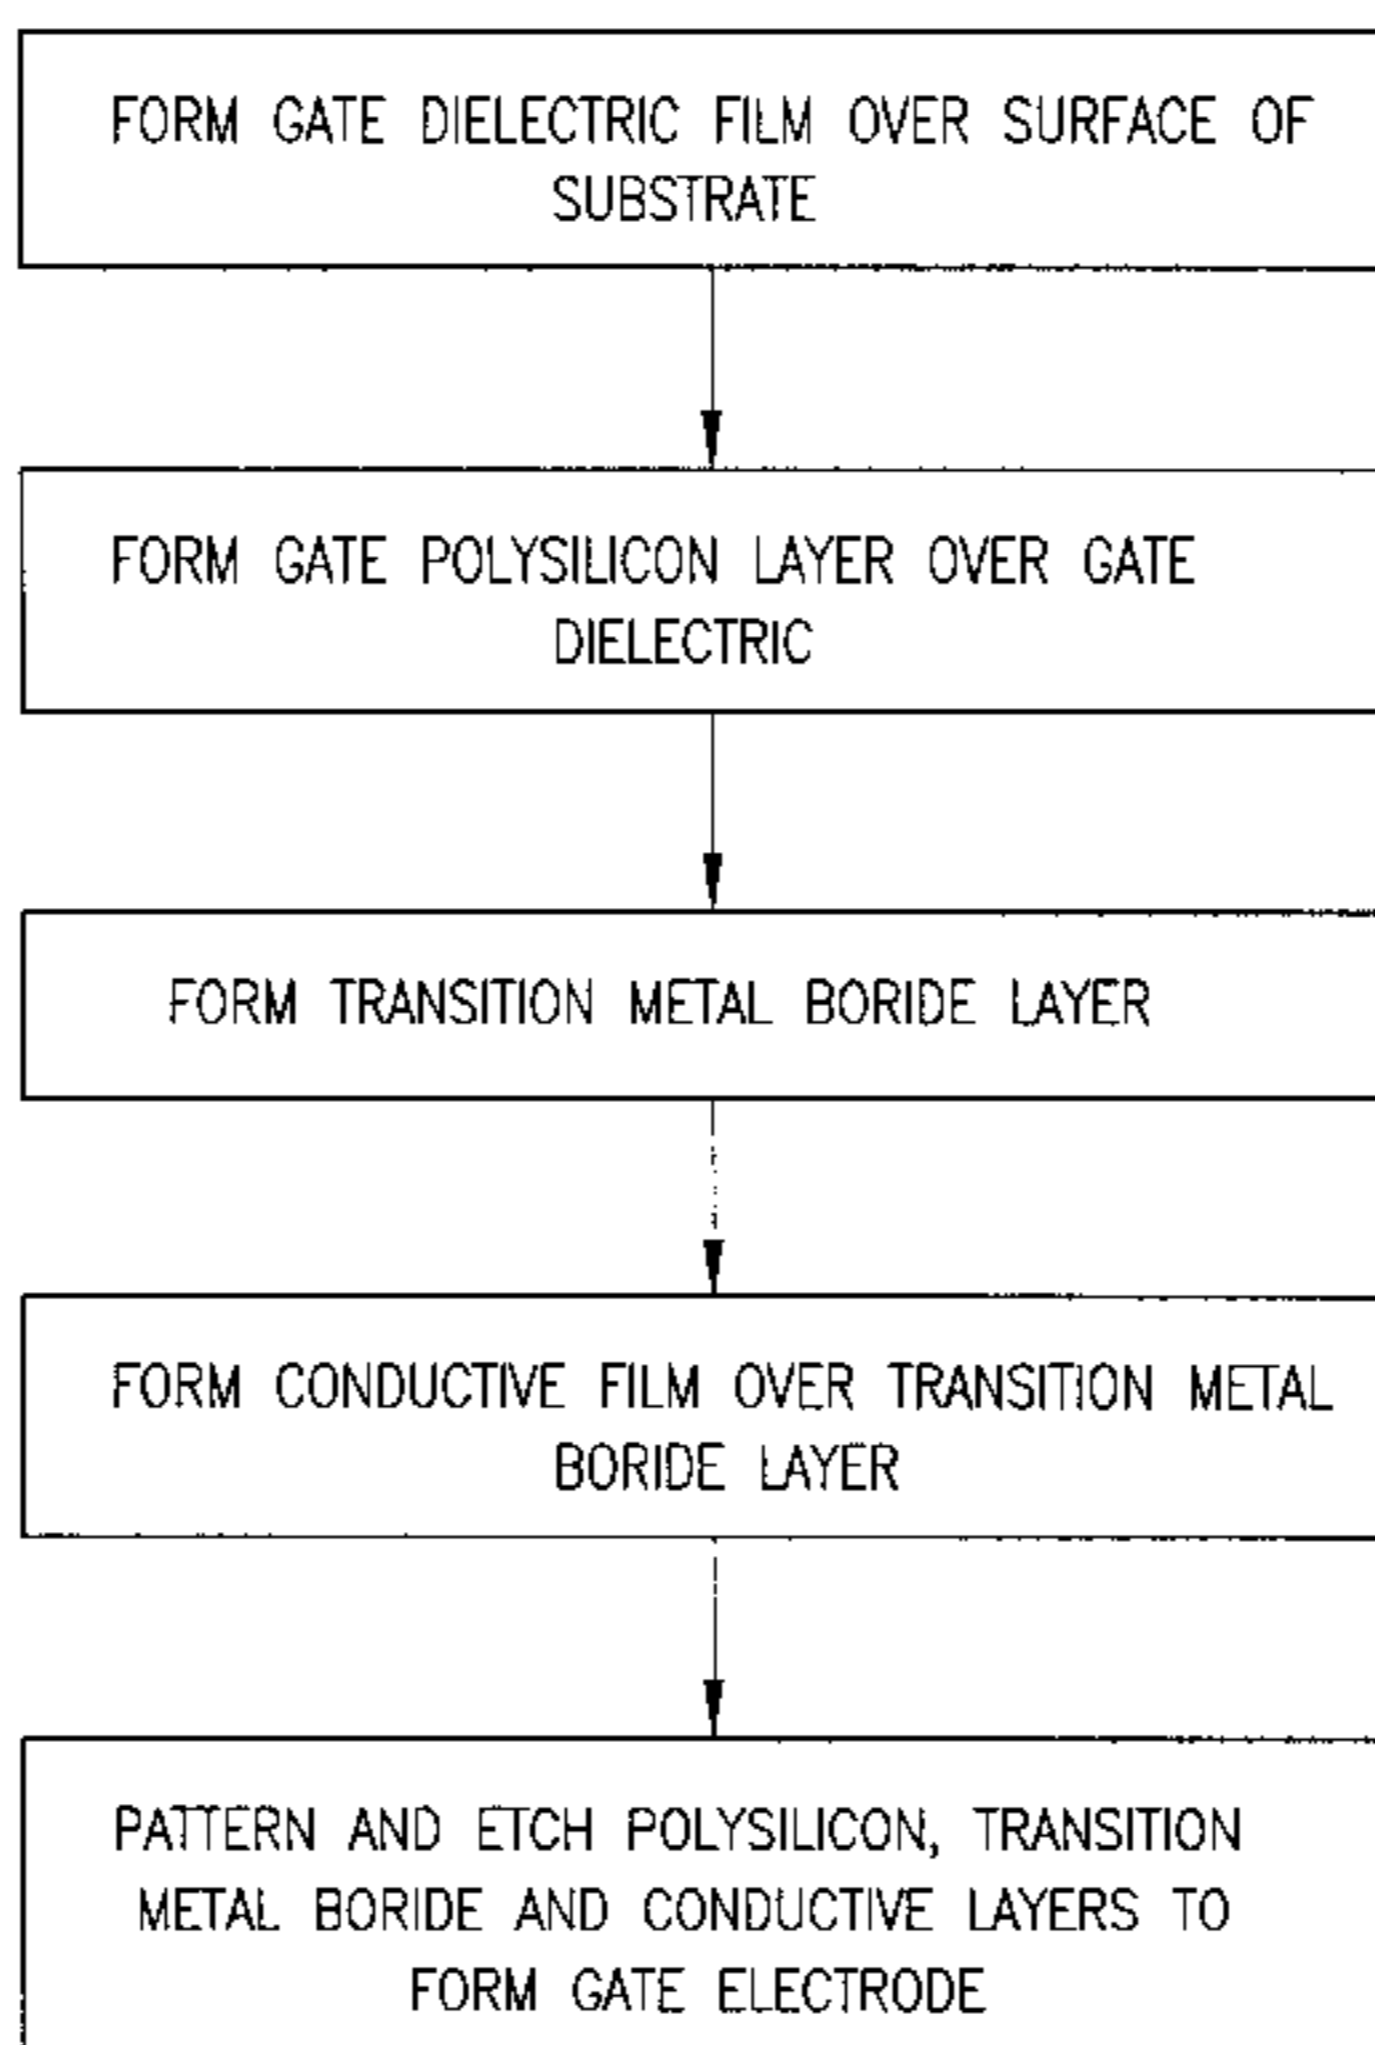 FORM GATE DIELECTRIC FILM OVER SURFACE OF
SUBSTRATE
FORM GATE POLYSILICON LAYER OVER GATE
DIELECTRIC
FORM TRANSITION METAL BORIDE LAYER
FORM CONDUCTIVE FILM OVER TRANSITION METAL
BORIDE LAYER
PATTERN AND ETCH POLYSILICON, TRANSITION
METAL BORIDE AND CONDUCTIVE LAYERS TO
FORM GATE ELECTRODE